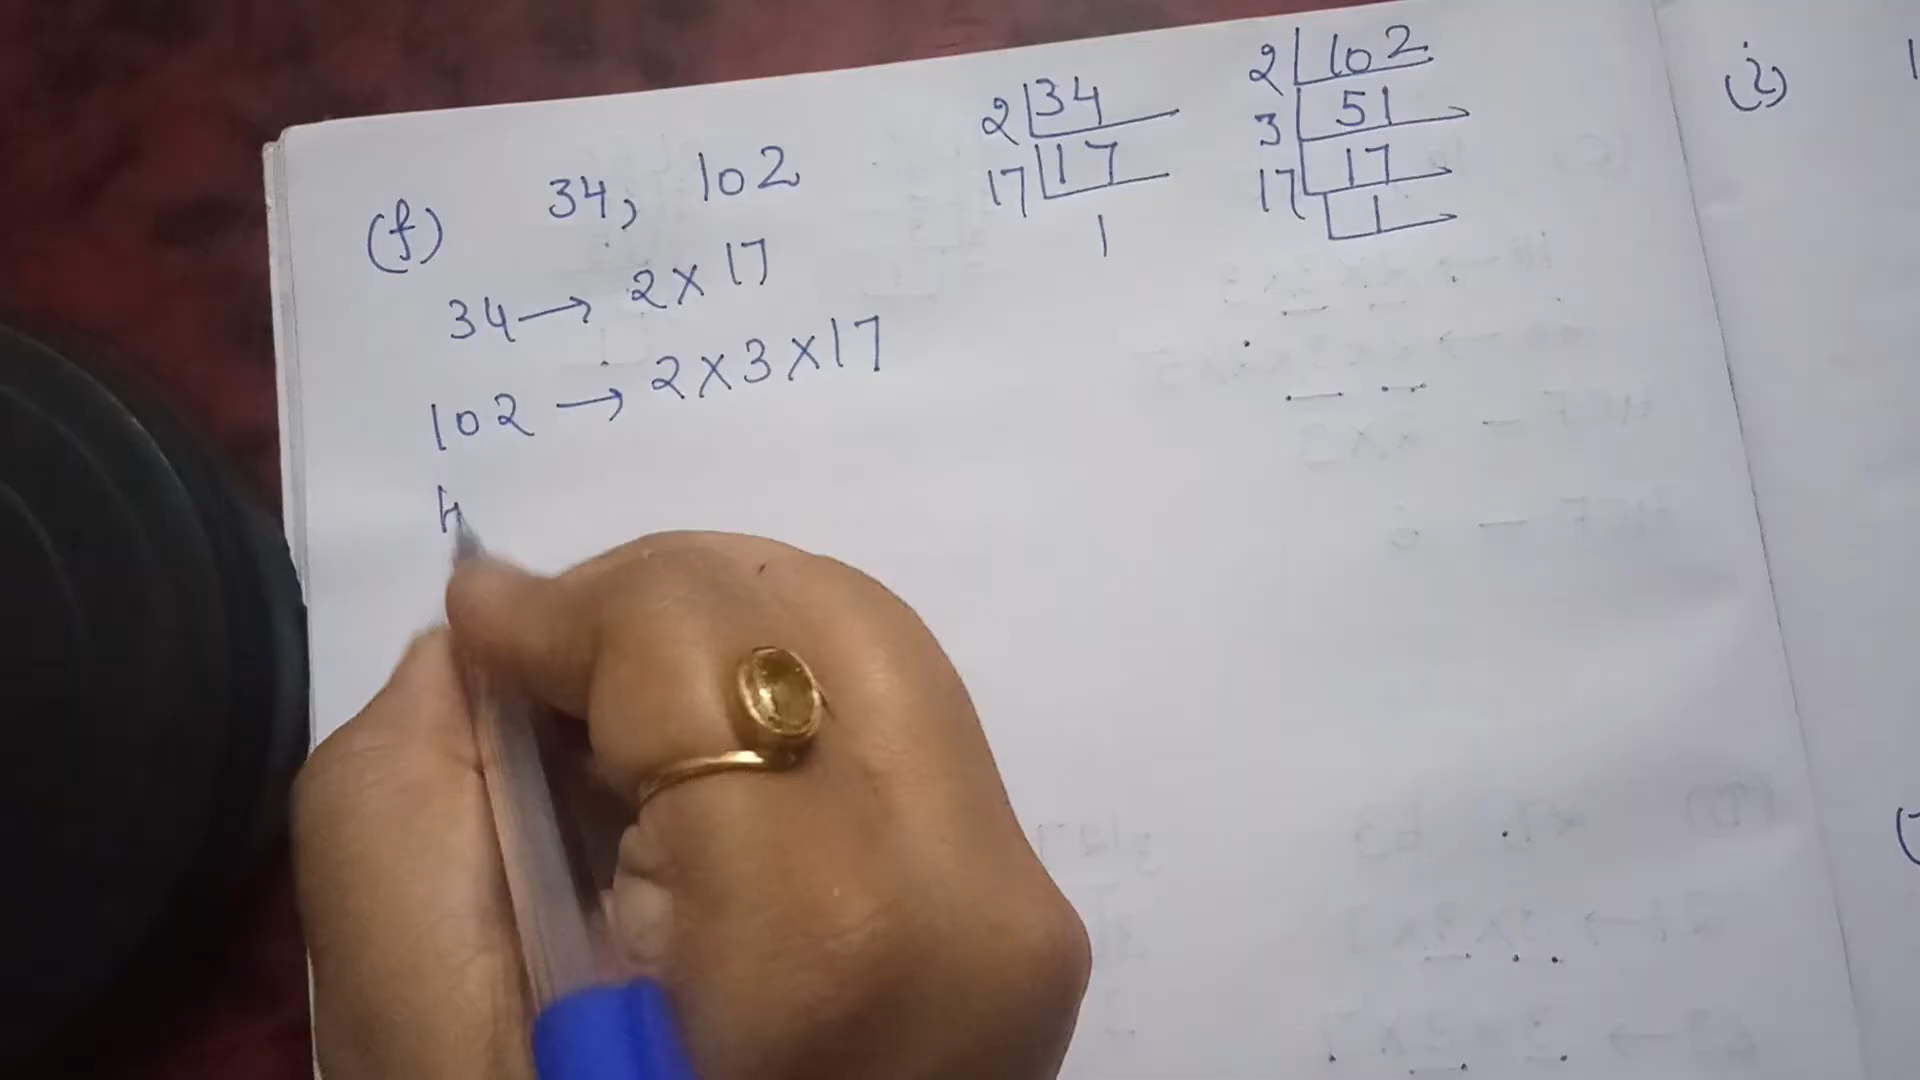 (f) 34, 102
34 → 2 × 17
102 → 2 × 3 × 17
H
2 | 34
17 | 17
1
2 | 102
3 | 51
17 | 17
1
(i)